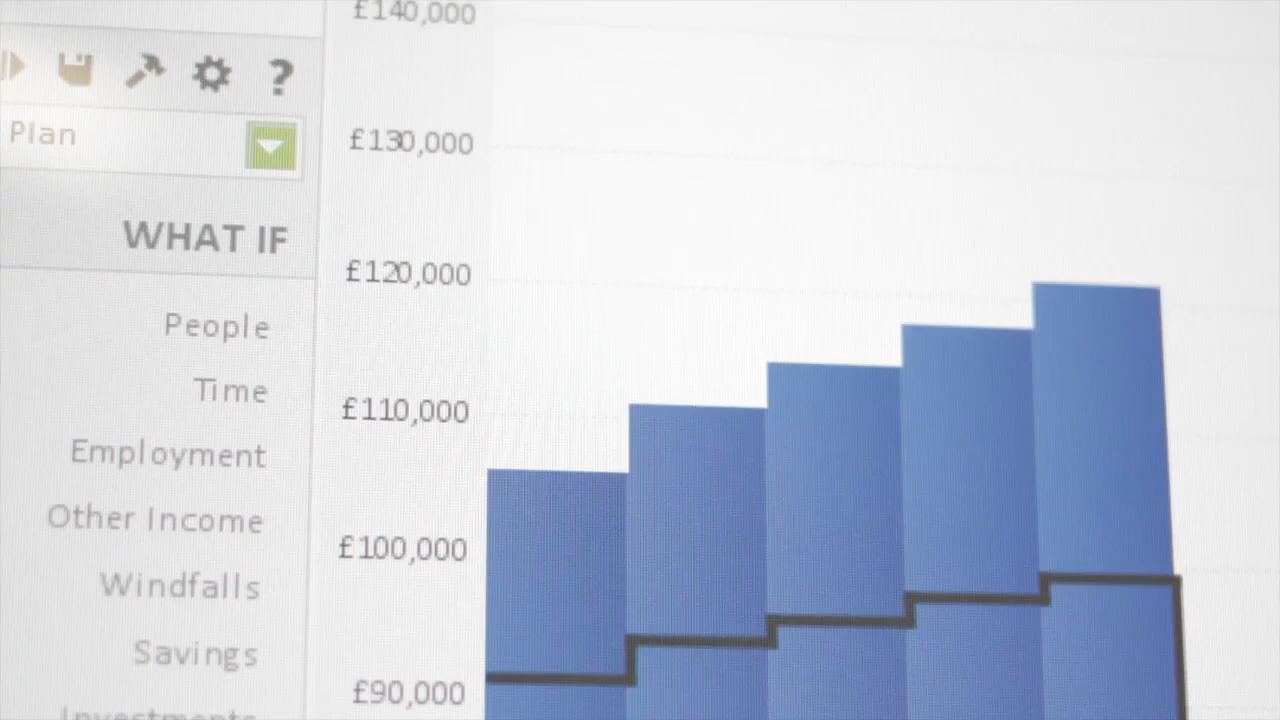 ?
Plan
WHAT IF
People
Time
Employment
Other Income
Windfalls
Savings
Investments
£140,000
£130,000
£120,000
£110,000
£100,000
£90,000